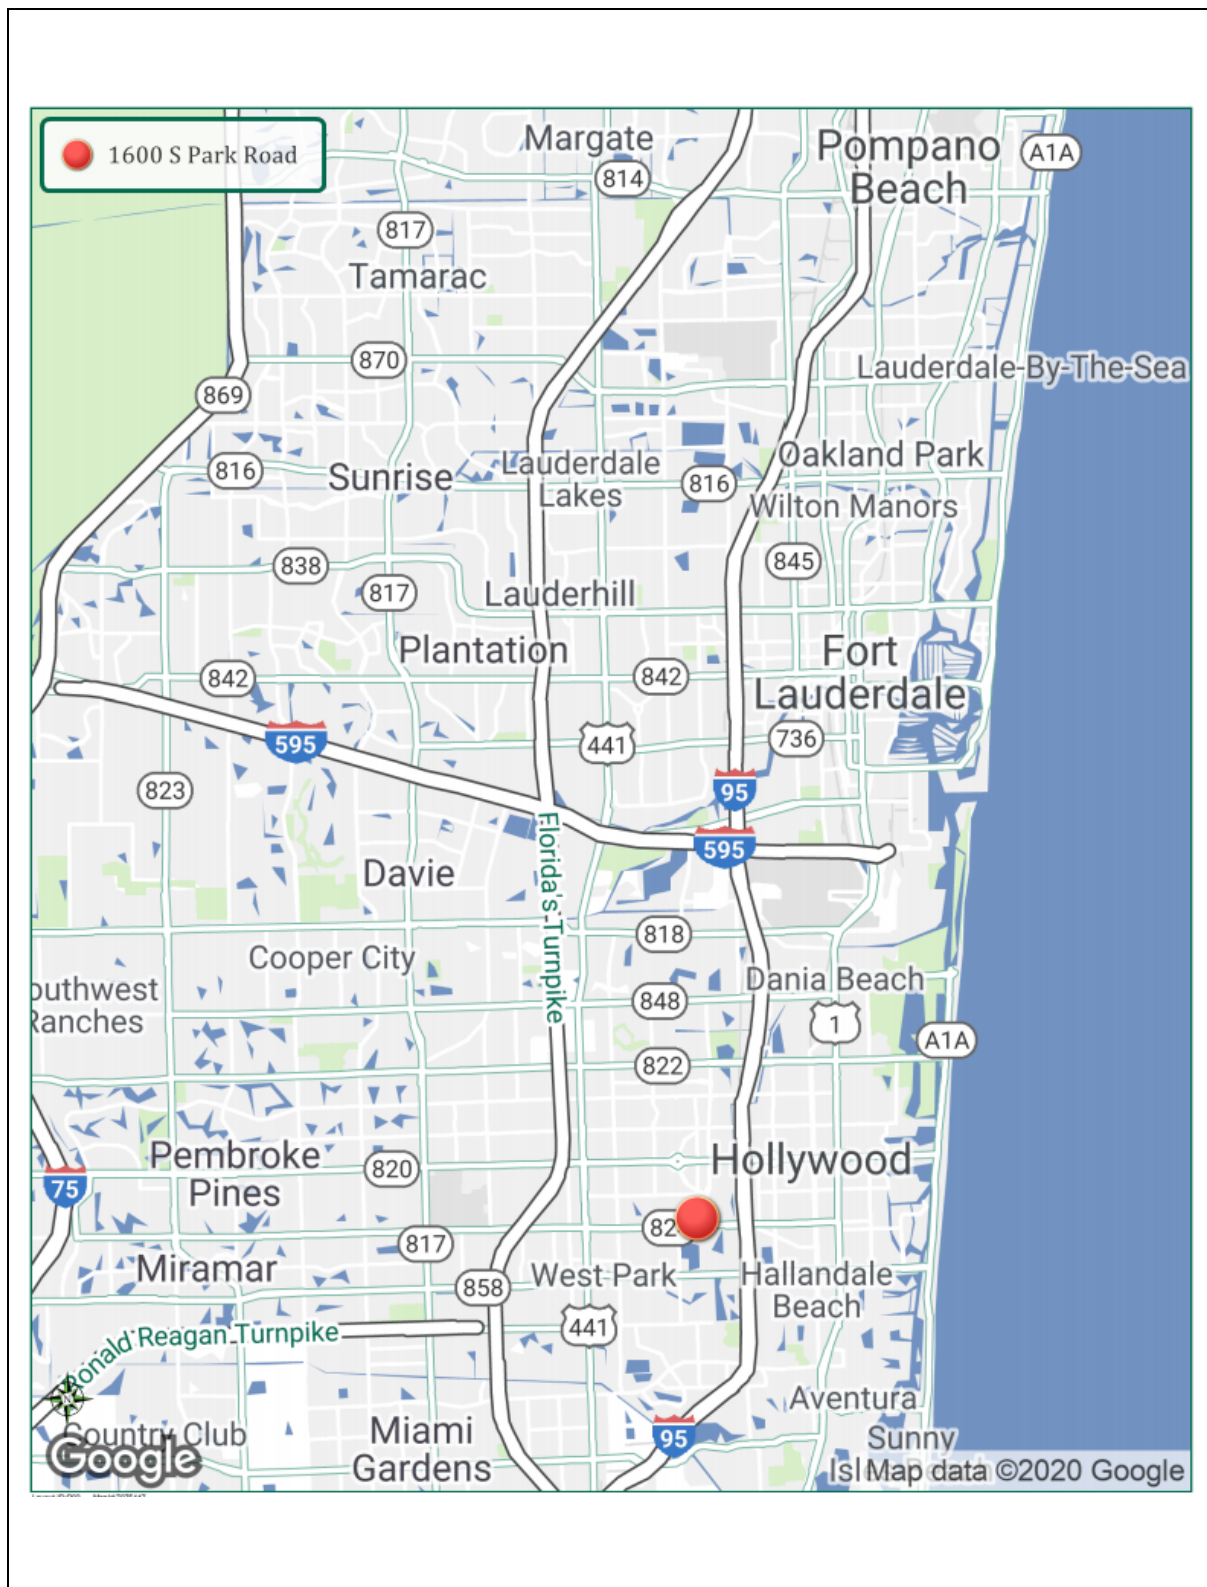 1600 S Park Road
Margate
Pompano
Beach
A1A
814
817
Tamarac
870
Lauderdale-By-The-Sea
869
Oakland Park
816
Sunrise
Lauderdale
Lakes
816
Wilton Manors
845
838
817
Lauderhill
Plantation
Fort
Lauderdale
842
842
595
441
736
823
95
595
Florida's Turnpike
Davie
818
Cooper City
Dania Beach
outhwest
Ranches
848
1
A1A
822
Hollywood
Pembroke
Pines
820
75
82
817
Miramar
858
West Park
Hallandale
Beach
441
Ronald Reagan Turnpike
Aventura
Country Club
Miami
Gardens
95
Sunny
Google
Isl
Map data ©2020 Google